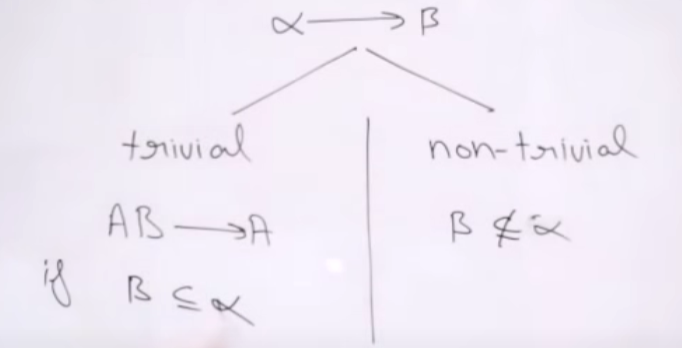 α → β
trivial
non-trivial
AB → A
β ⊈ α
if β ⊆ α